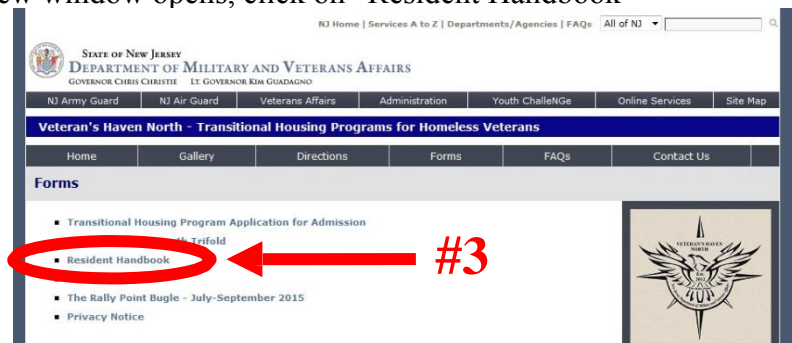 ew window opens, click on "Resident Handbook"
NJ Home | Services A to Z | Departments/Agencies | FAQs All of NJ
STATE OF NEW JERSEY
DEPARTMENT OF MILITARY AND VETERANS AFFAIRS
GOVERNOR CHRIS CHRISTIE LT. GOVERNOR KIM GUADAGNO
NJ Army Guard NJ Air Guard Veterans Affairs Administration Youth ChalleNGe Online Services Site Map
Veteran's Haven North - Transitional Housing Programs for Homeless Veterans
Home Gallery Directions Forms FAQs Contact Us
Forms
Transitional Housing Program Application for Admission
Trifold
Resident Handbook
#3
The Rally Point Bugle - July-September 2015
Privacy Notice
VETERAN'S HAVEN
NORTH